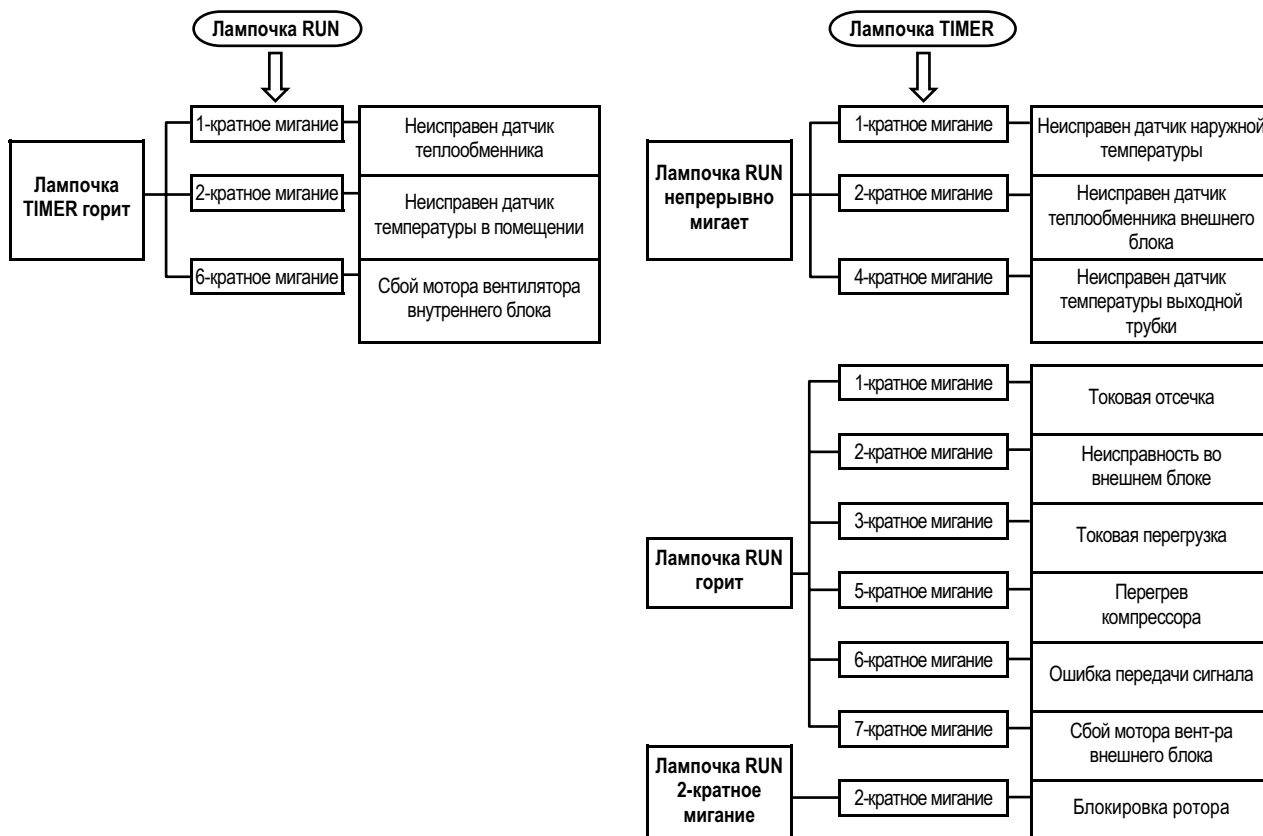 Лампочка RUN
Лампочка
TIMER горит
1-кратное мигание
Неисправен датчик
теплообменника
2-кратное мигание
Неисправен датчик
температуры в помещении
6-кратное мигание
Сбой мотора вентилятора
внутреннего блока
Лампочка TIMER
Лампочка RUN
непрерывно
мигает
1-кратное мигание
Неисправен датчик наружной
температуры
2-кратное мигание
Неисправен датчик
теплообменника внешнего
блока
4-кратное мигание
Неисправен датчик
температуры выходной
трубки
Лампочка RUN
горит
1-кратное мигание
Токовая отсечка
2-кратное мигание
Неисправность во
внешнем блоке
3-кратное мигание
Токовая перегрузка
5-кратное мигание
Перегрев
компрессора
6-кратное мигание
Ошибка передачи сигнала
7-кратное мигание
Сбой мотора вент-ра
внешнего блока
Лампочка RUN
2-кратное
мигание
2-кратное мигание
Блокировка ротора